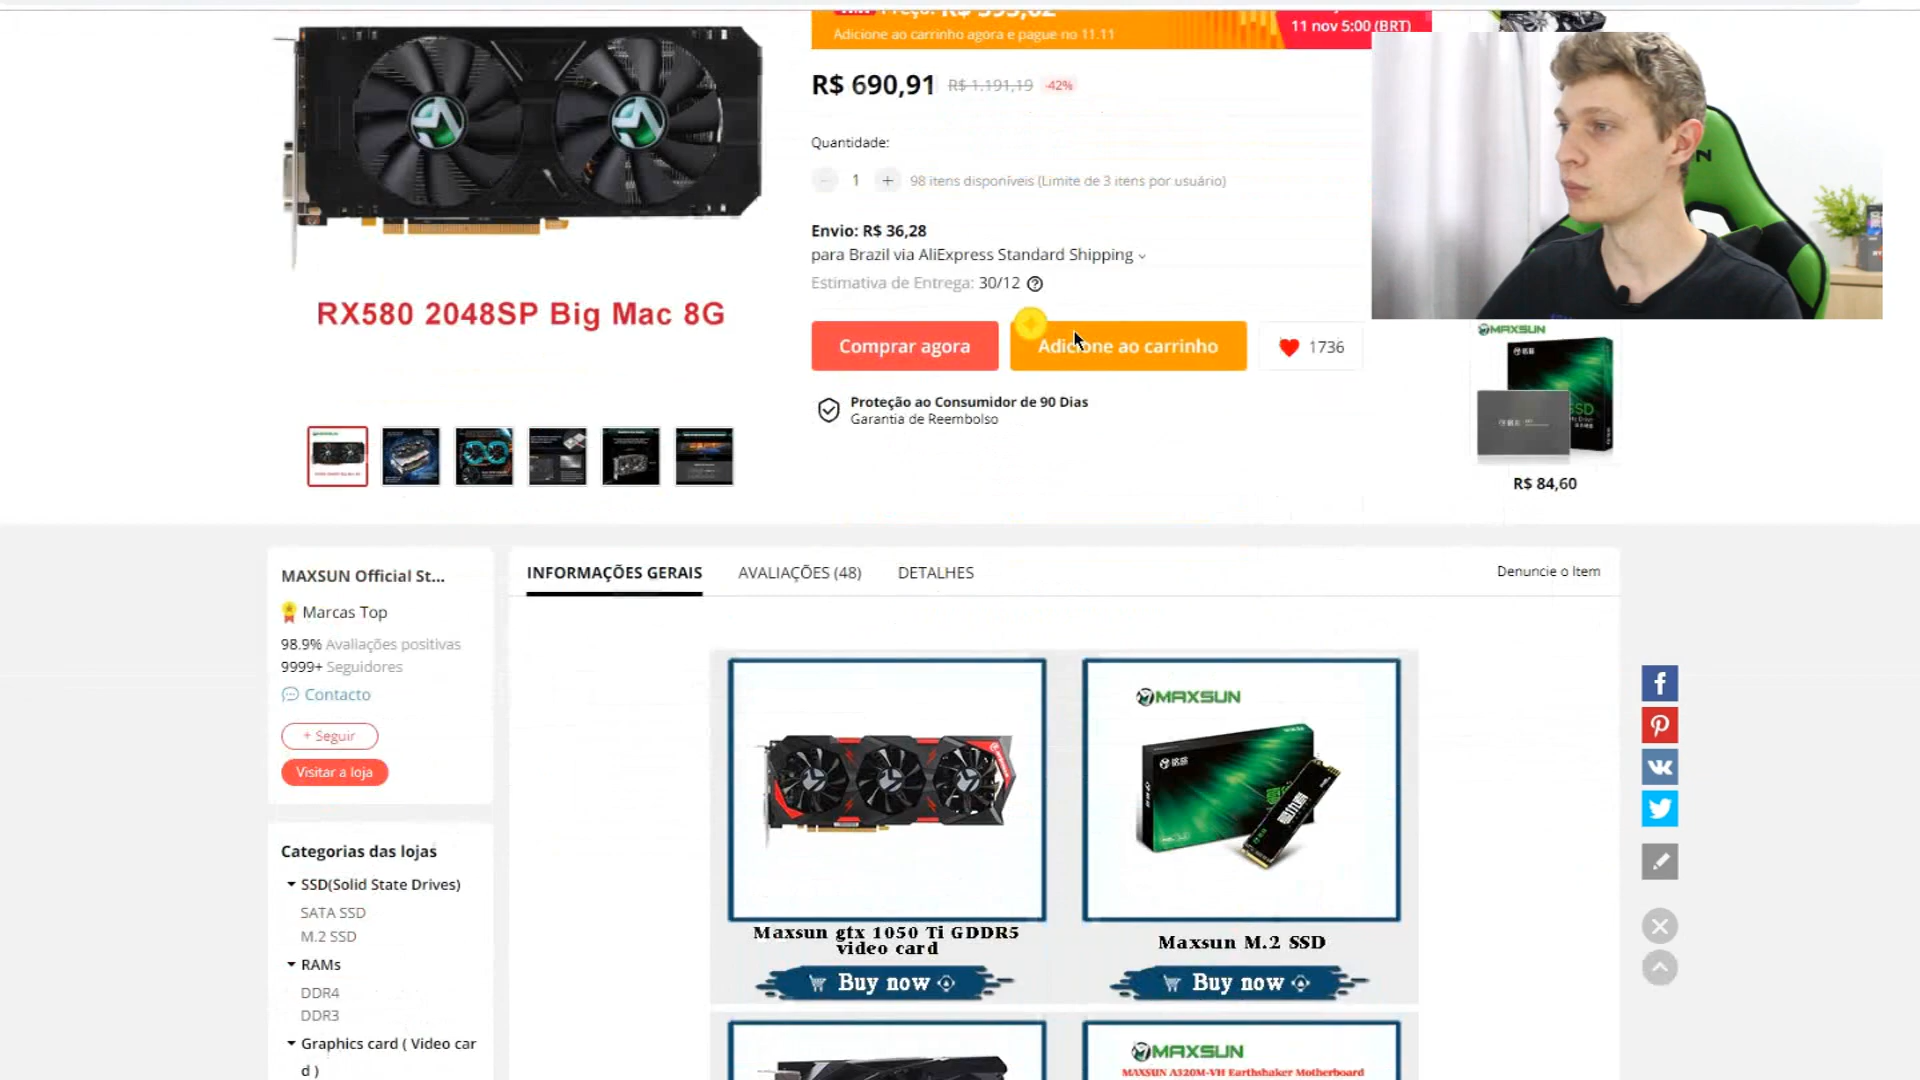 Adicione ao carrinho agora e pague no 11.11
11 nov 5:00 (BRT)
R$ 690,91 R$ 1.191,19 -42%
Quantidade:
1 + 98 itens disponíveis (Limite de 3 itens por usuário)
Envio: R$ 36,28
para Brazil via AliExpress Standard Shipping
Estimativa de Entrega: 30/12
RX580 2048SP Big Mac 8G
Comprar agora
Adicione ao carrinho
1736
Proteção ao Consumidor de 90 Dias
Garantia de Reembolso
MAXSUN
SSD
R$ 84,60
MAXSUN Official St...
Marcas Top
98.9% Avaliações positivas
9999+ Seguidores
Contacto
+ Seguir
Visitar a loja
INFORMAÇÕES GERAIS AVALIAÇÕES (48) DETALHES
Denuncie o Item
MAXSUN
Maxsun gtx 1050 Ti GDDR5
video card
Buy now
Maxsun M.2 SSD
Buy now
MAXSUN
MAXSUN A320M-VH Earthshaker Motherboard
Categorias das lojas
SSD(Solid State Drives)
SATA SSD
M.2 SSD
RAMs
DDR4
DDR3
Graphics card ( Video car
d )